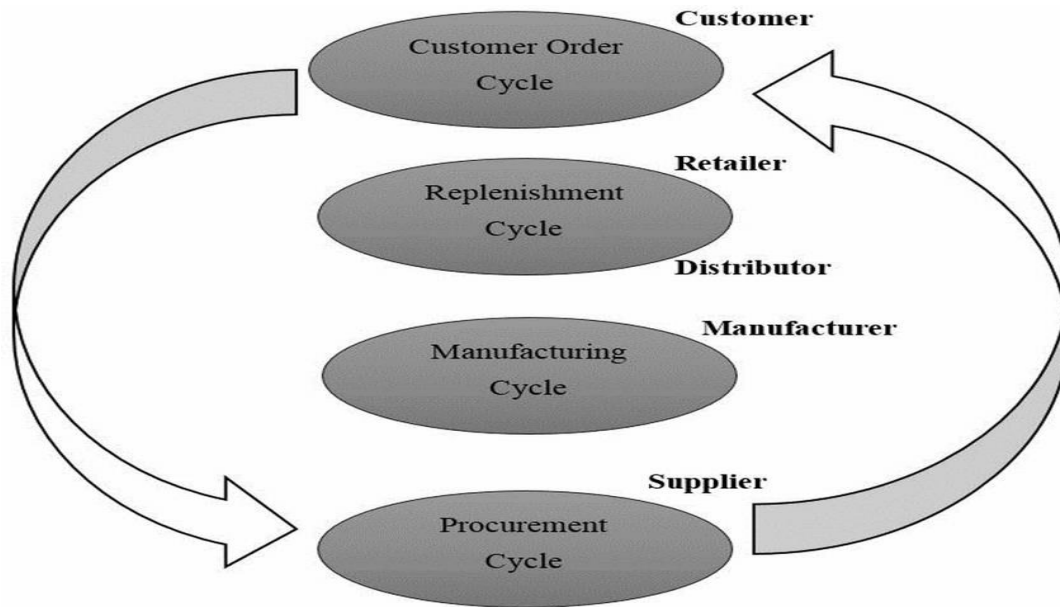 Customer
Customer Order
Cycle
Retailer
Replenishment
Cycle
Distributor
Manufacturer
Manufacturing
Cycle
Supplier
Procurement
Cycle